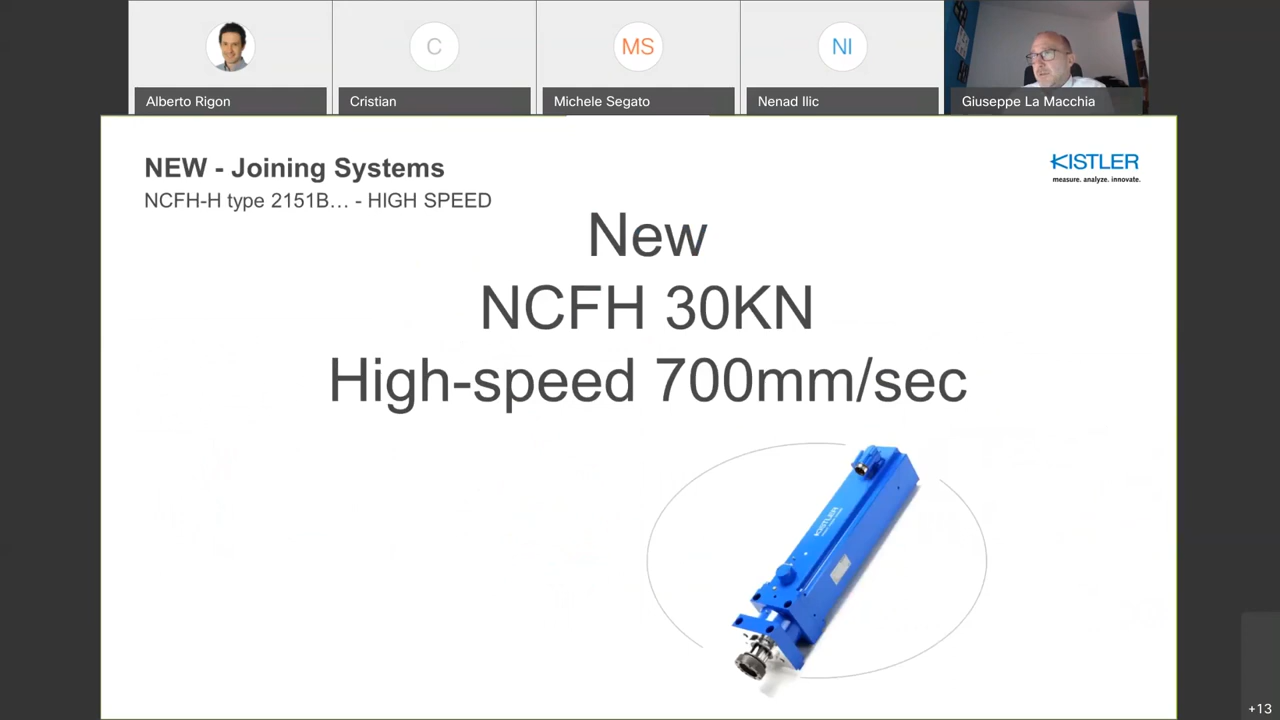 C
MS
NI
Alberto Rigon
Cristian
Michele Segato
Nenad Ilic
Giuseppe La Macchia
NEW - Joining Systems
NCFH-H type 2151B… - HIGH SPEED
KISTLER
measure. analyze. innovate.
New
NCFH 30KN
High-speed 700mm/sec
KISTLER
+13